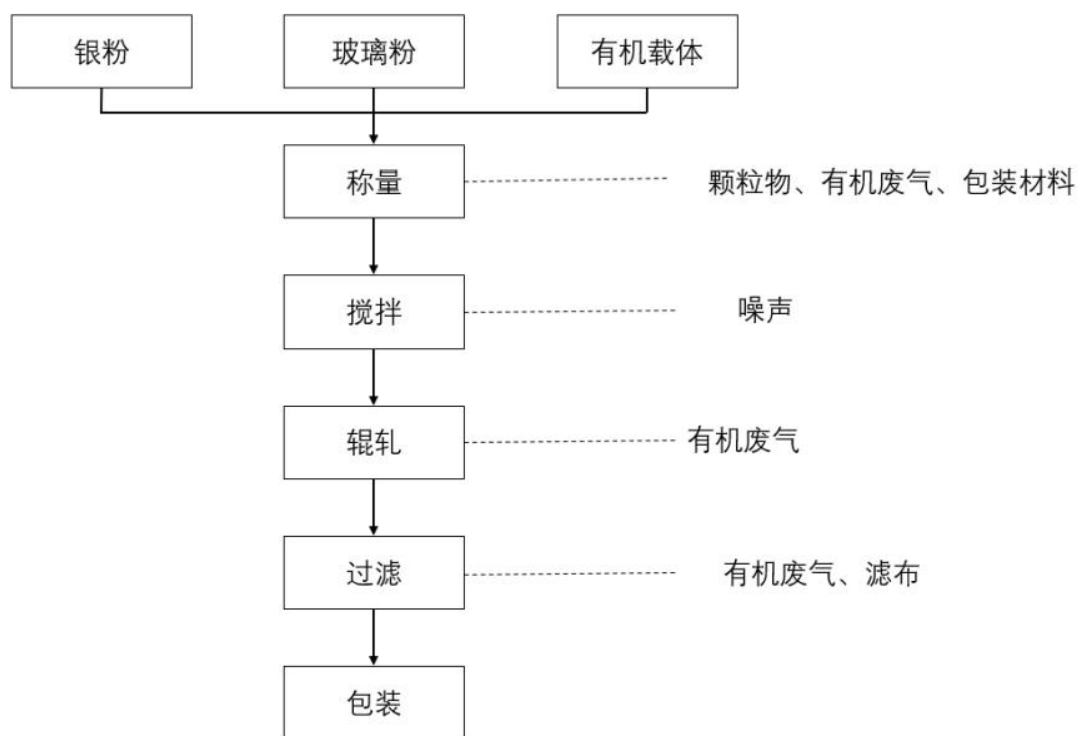 银粉
玻璃粉
有机载体
称量
颗粒物、有机废气、包装材料
搅拌
噪声
辊轧
有机废气
过滤
有机废气、滤布
包装